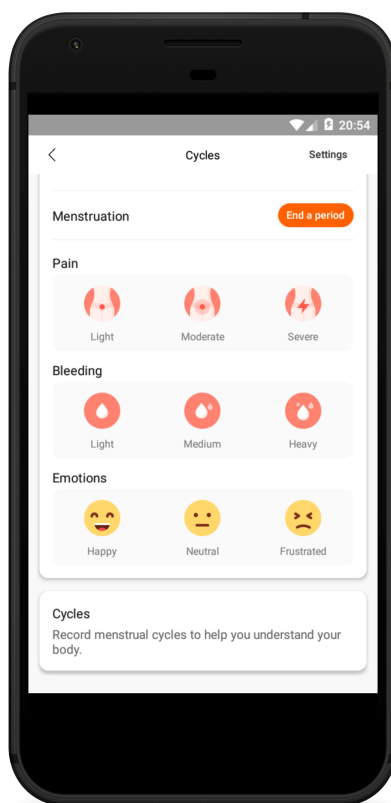 20:54
Cycles
Settings
Menstruation
End a period
Pain
Light
Moderate
Severe
Bleeding
Light
Medium
Heavy
Emotions
Happy
Neutral
Frustrated
Cycles
Record menstrual cycles to help you understand your
body.